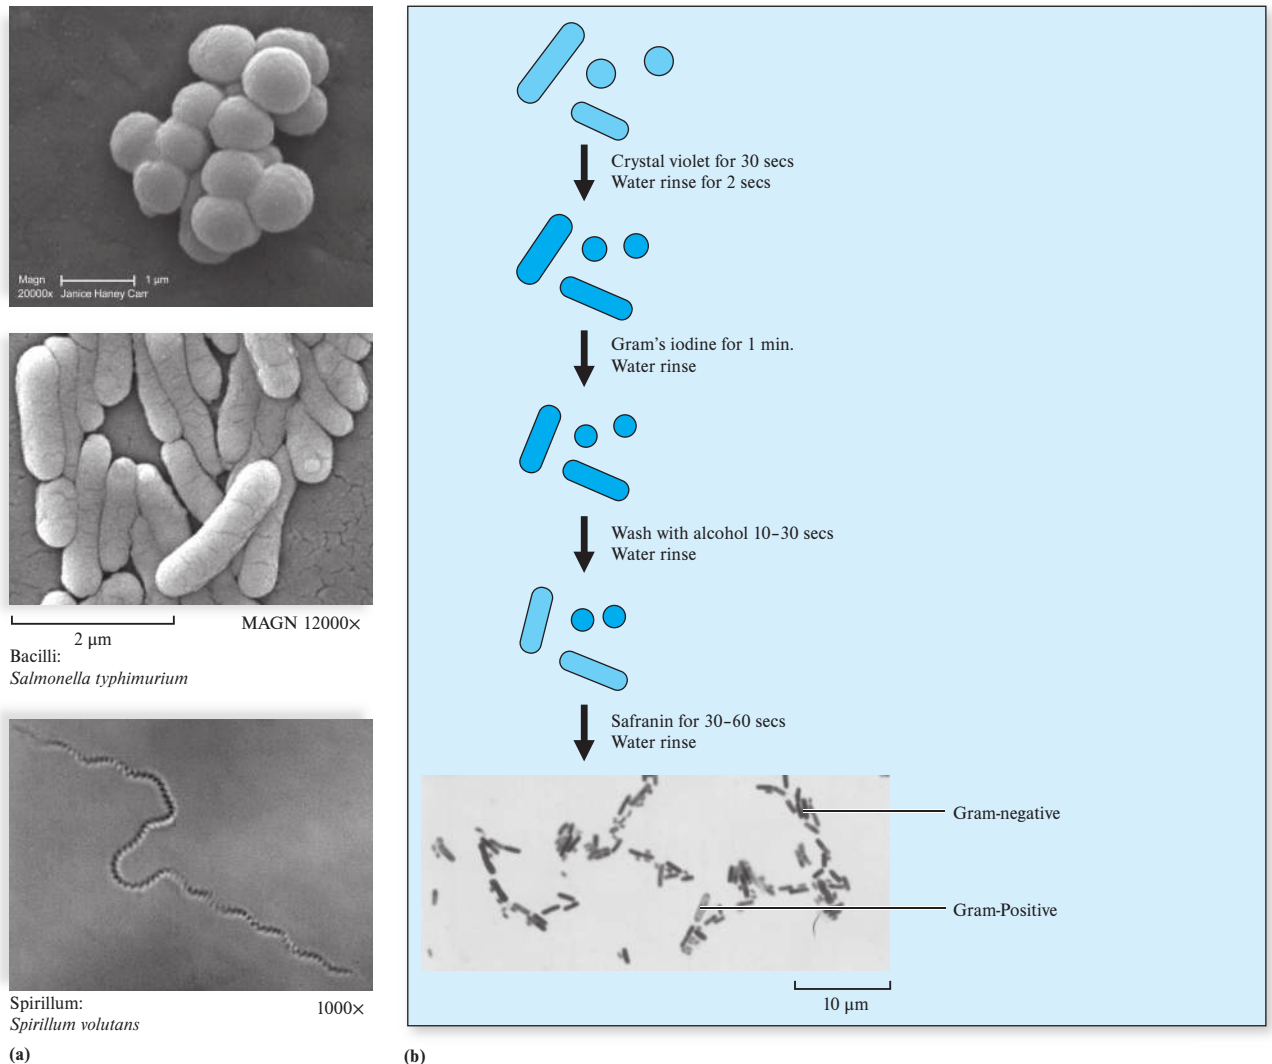 Magn 1 µm
20000x Janice Haney Carr
2 µm MAGN 12000×
Bacilli:
Salmonella typhimurium
Spirillum: 1000×
Spirillum volutans
(a)
Crystal violet for 30 secs
Water rinse for 2 secs
Gram’s iodine for 1 min.
Water rinse
Wash with alcohol 10–30 secs
Water rinse
Safranin for 30–60 secs
Water rinse
Gram-negative
Gram-Positive
10 µm
(b)